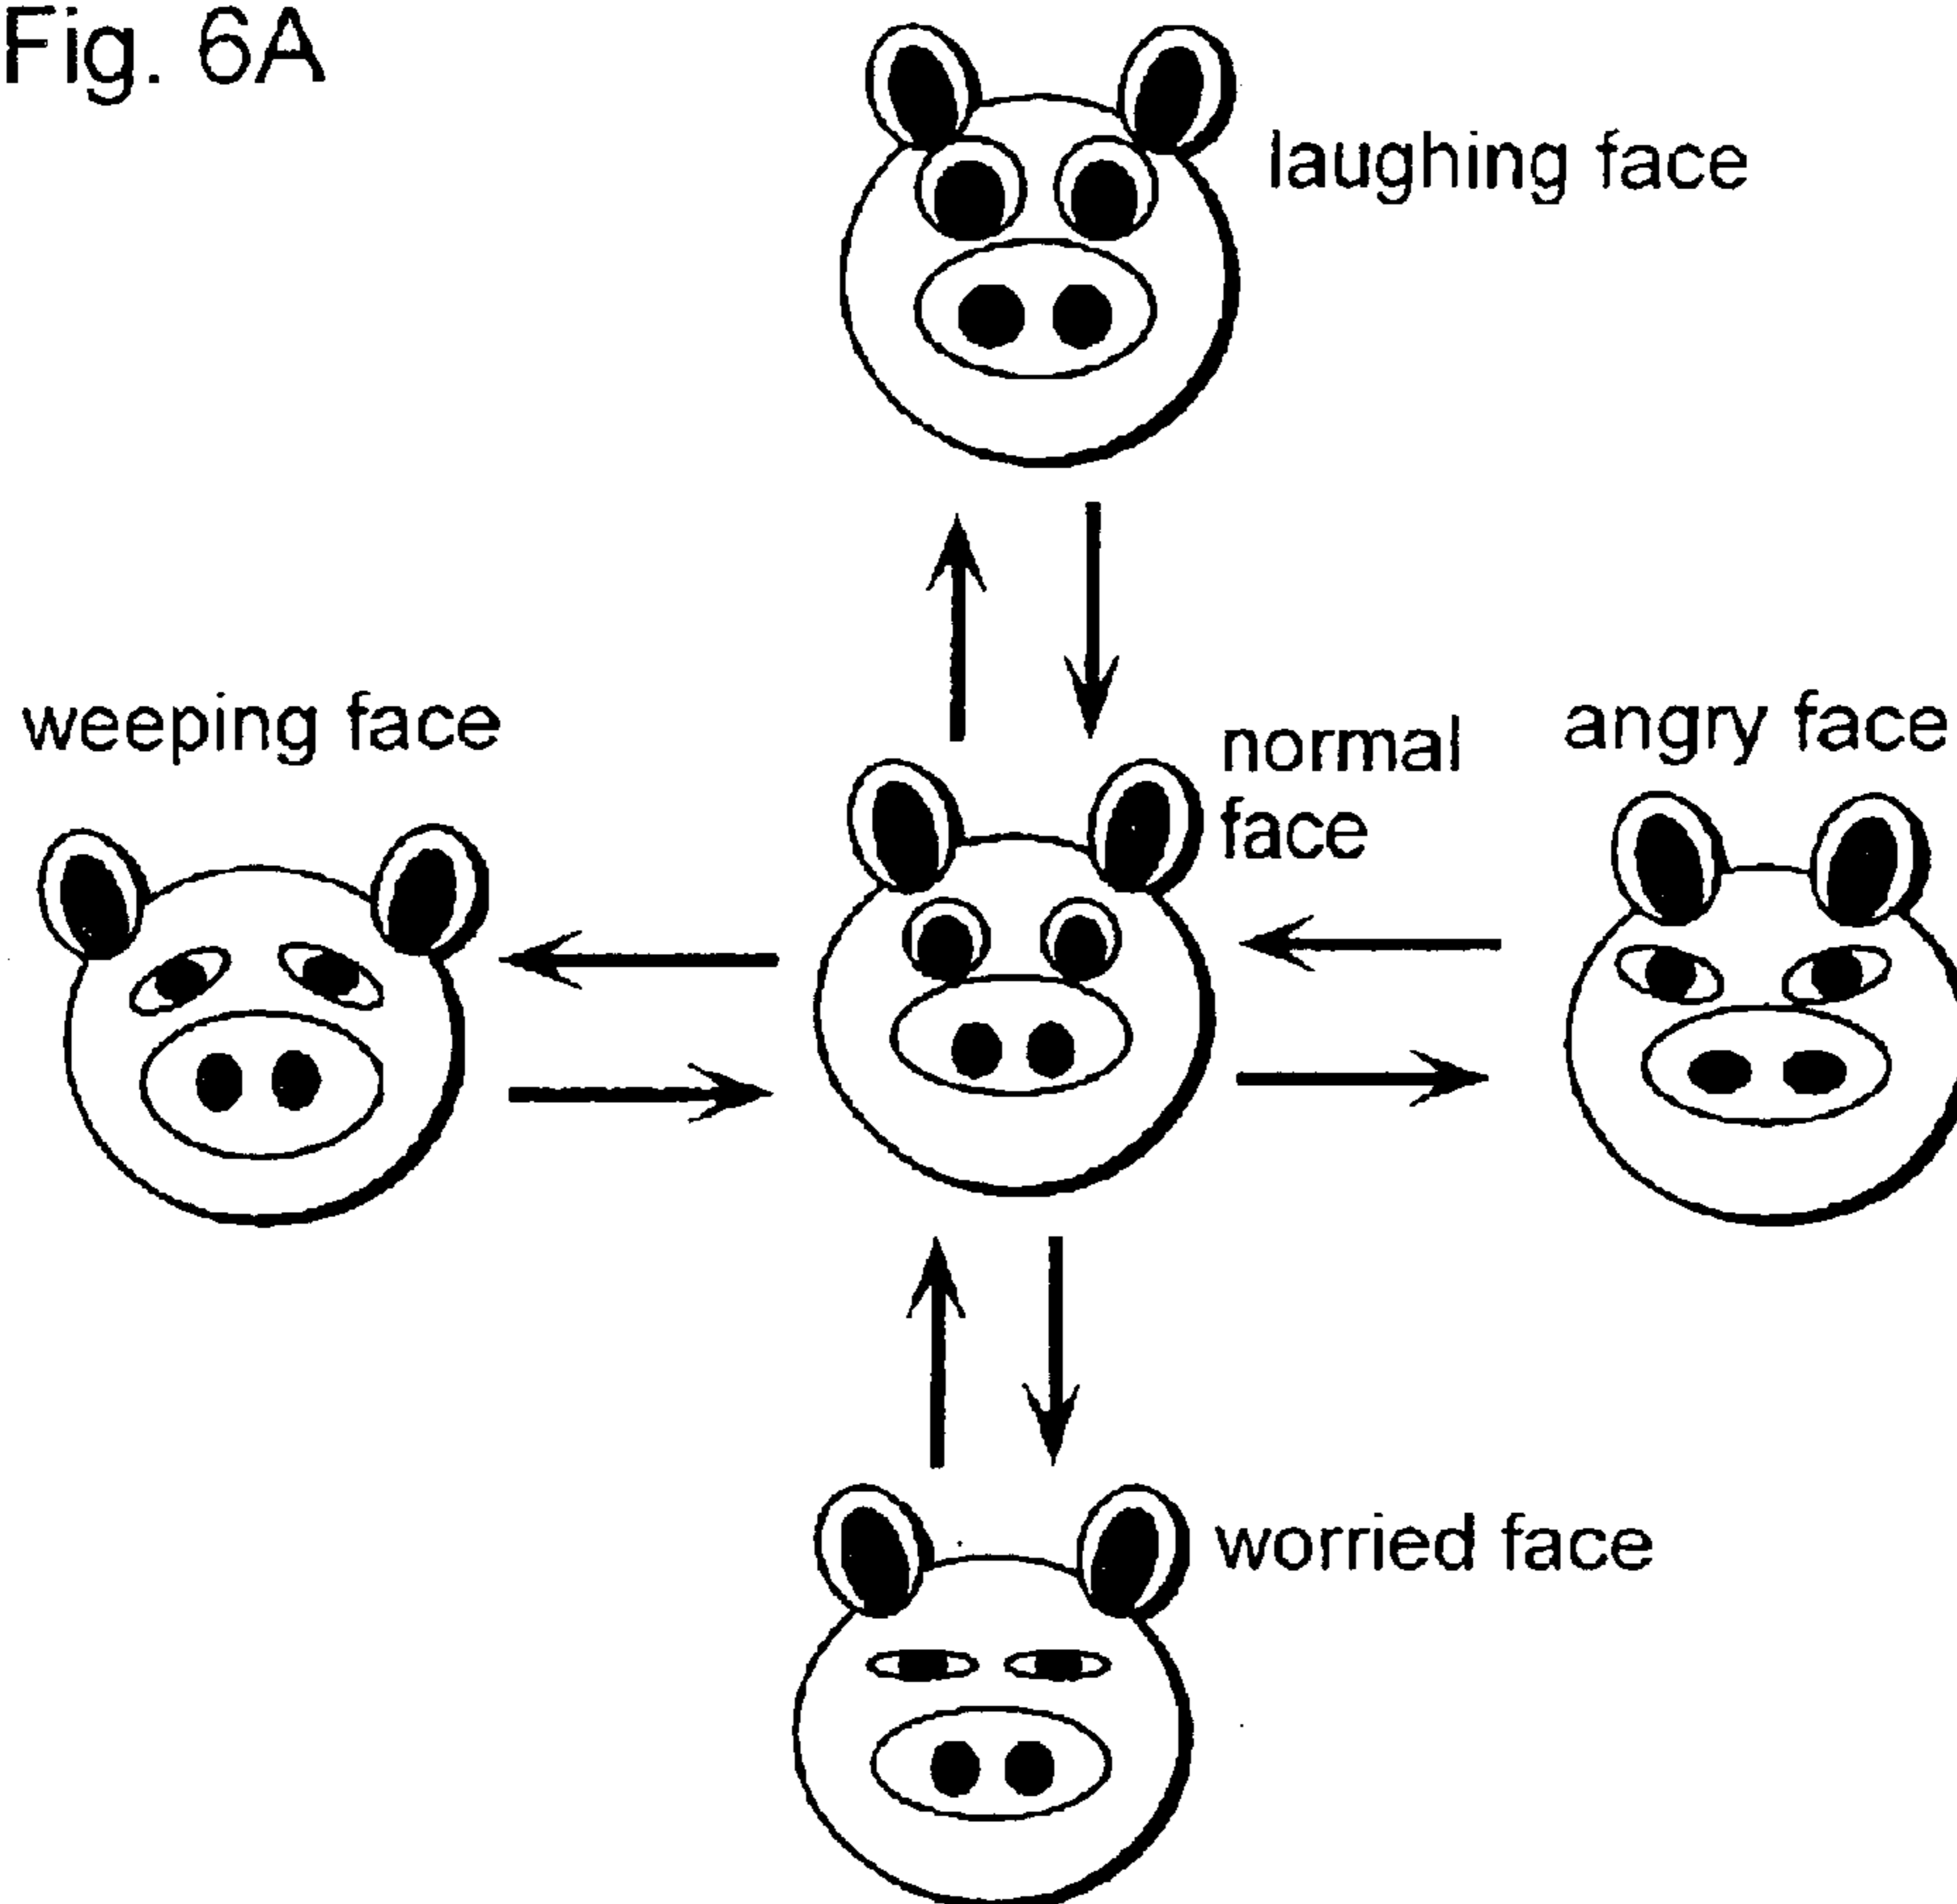 Fig. 6A
laughing face
weeping face
normal
face
angry face
worried face